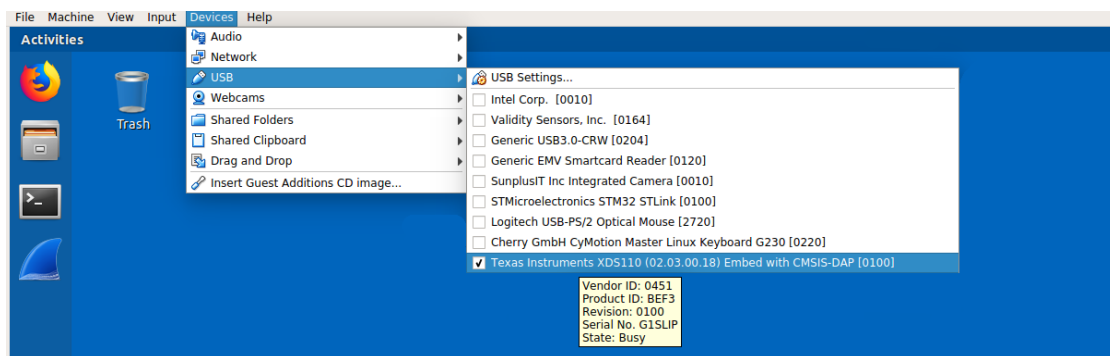 File Machine View Input Devices Help
Activities
Trash
Audio
Network
USB
Webcams
Shared Folders
Shared Clipboard
Drag and Drop
Insert Guest Additions CD image...
USB Settings...
Intel Corp. [0010]
Validity Sensors, Inc. [0164]
Generic USB3.0-CRW [0204]
Generic EMV Smartcard Reader [0120]
SunplusIT Inc Integrated Camera [0010]
STMicroelectronics STM32 STLink [0100]
Logitech USB-PS/2 Optical Mouse [2720]
Cherry GmbH CyMotion Master Linux Keyboard G230 [0220]
Texas Instruments XDS110 (02.03.00.18) Embed with CMSIS-DAP [0100]
Vendor ID: 0451
Product ID: BEF3
Revision: 0100
Serial No. G1SLIP
State: Busy